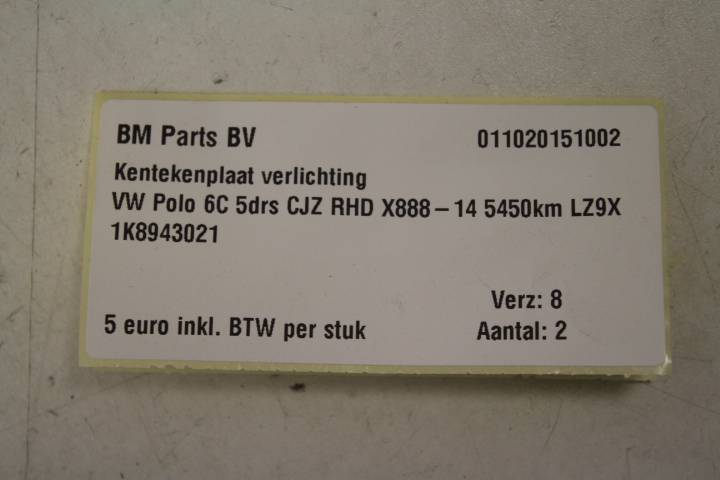 BM Parts BV 011020151002
Kentekenplaat verlichting
VW Polo 6C 5drs CJZ RHD X888 – 14 5450km LZ9X
1K8943021
Verz: 8
5 euro inkl. BTW per stuk Aantal: 2